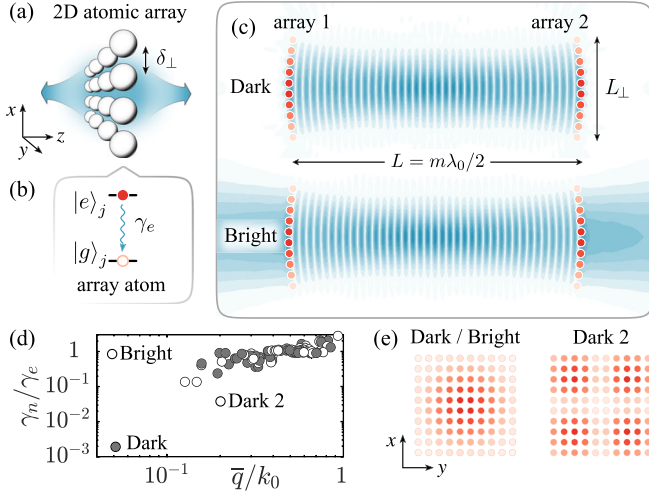 (a) 2D atomic array
δ⊥
x
y
z
(b)
|e⟩j
γe
|g⟩j
array atom
(c) array 1 array 2
Dark
L⊥
L = mλ0/2
Bright
(d)
γn/γe
1
10−1
10−2
10−3
Bright
Dark 2
Dark
10−1 q̅/k0 1
(e) Dark / Bright Dark 2
x
y